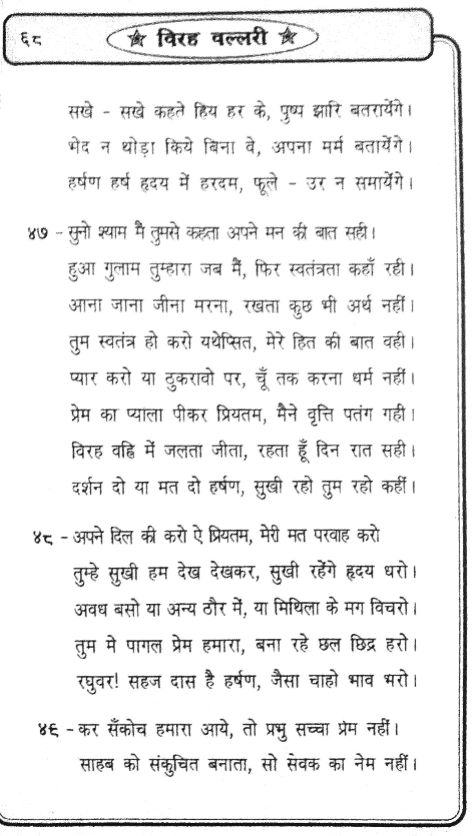 ६८
★ विरह वल्लरी ★
सखे - सखे कहते हिय हर के, पुष्प झारि बतरायेंगे।
भेद न थोड़ा किये बिना वे, अपना मर्म बतायेंगे।
हर्षण हर्ष हृदय में हरदम, फूले - उर न समायेंगे।
४७ - सुनो श्याम मैं तुमसे कहता अपने मन की बात सही।
हुआ गुलाम तुम्हारा जब मैं, फिर स्वतंत्रता कहाँ रही।
आना जाना जीना मरना, रखता कुछ भी अर्थ नहीं।
तुम स्वतंत्र हो करो यथेप्सित, मेरे हित की बात वही।
प्यार करो या ठुकरावो पर, चूँ तक करना धर्म नहीं।
प्रेम का प्याला पीकर प्रियतम, मैने वृत्ति पतंग गही।
विरह वह्नि में जलता जीता, रहता हूँ दिन रात सही।
दर्शन दो या मत दो हर्षण, सुखी रहो तुम रहो कहीं।
४८ - अपने दिल की करो ऐ प्रियतम, मेरी मत परवाह करो
तुम्हे सुखी हम देख देखकर, सुखी रहेंगे हृदय धरो।
अवध बसो या अन्य ठौर में, या मिथिला के मग विचरो।
तुम मे पागल प्रेम हमारा, बना रहे छल छिद्र हरो।
रघुवर! सहज दास है हर्षण, जैसा चाहो भाव भरो।
४९ - कर सँकोच हमारा आये, तो प्रभु सच्चा प्रेम नहीं।
साहब को संकुचित बनाता, सो सेवक का नेम नहीं।